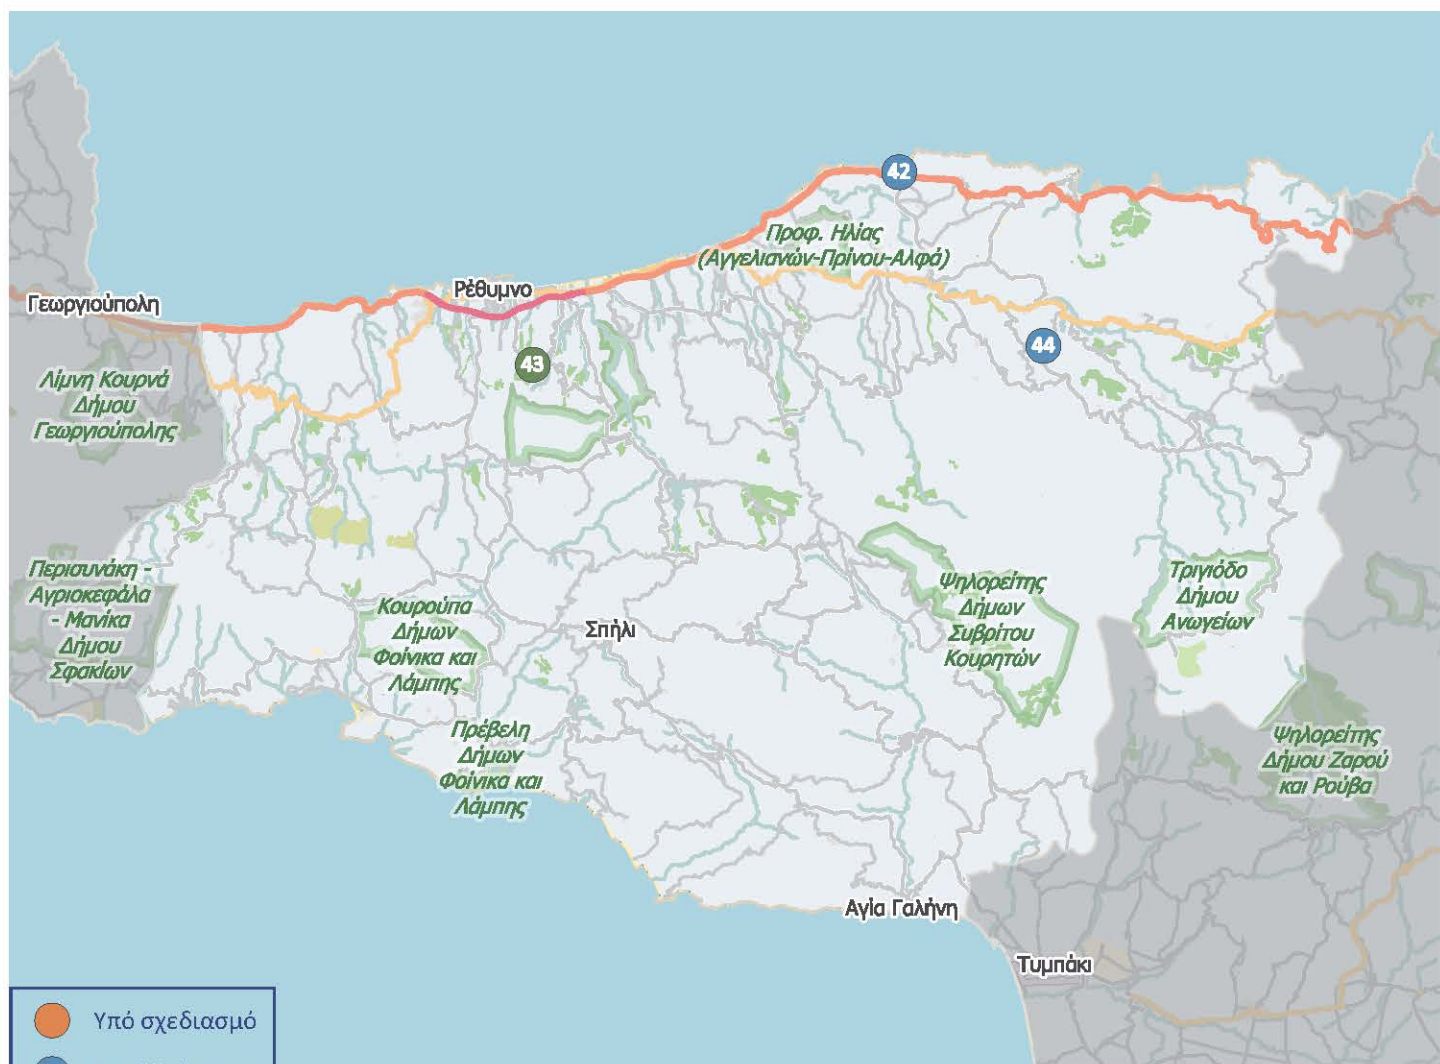 42
Προφ. Ηλίας
(Αγγελιανών-Πρίνου-Αλφά)
Ρέθυμνο
Γεωργιούπολη
43
44
Λίμνη Κουρνά
Δήμου
Γεωργιούπολης
Περισυνάκη -
Αγριοκεφάλα
- Μανίκα
Δήμου
Σφακίων
Κουρούπα
Δήμων
Φοίνικα και
Λάμπης
Σπήλι
Ψηλορείτης
Δήμων
Συβρίτου
Κουρητών
Τριγιόδο
Δήμου
Ανωγείων
Πρέβελη
Δήμων
Φοίνικα και
Λάμπης
Ψηλορείτης
Δήμου Ζαρού
και Ρούβα
Αγία Γαλήνη
Τυμπάκι
Υπό σχεδιασμό